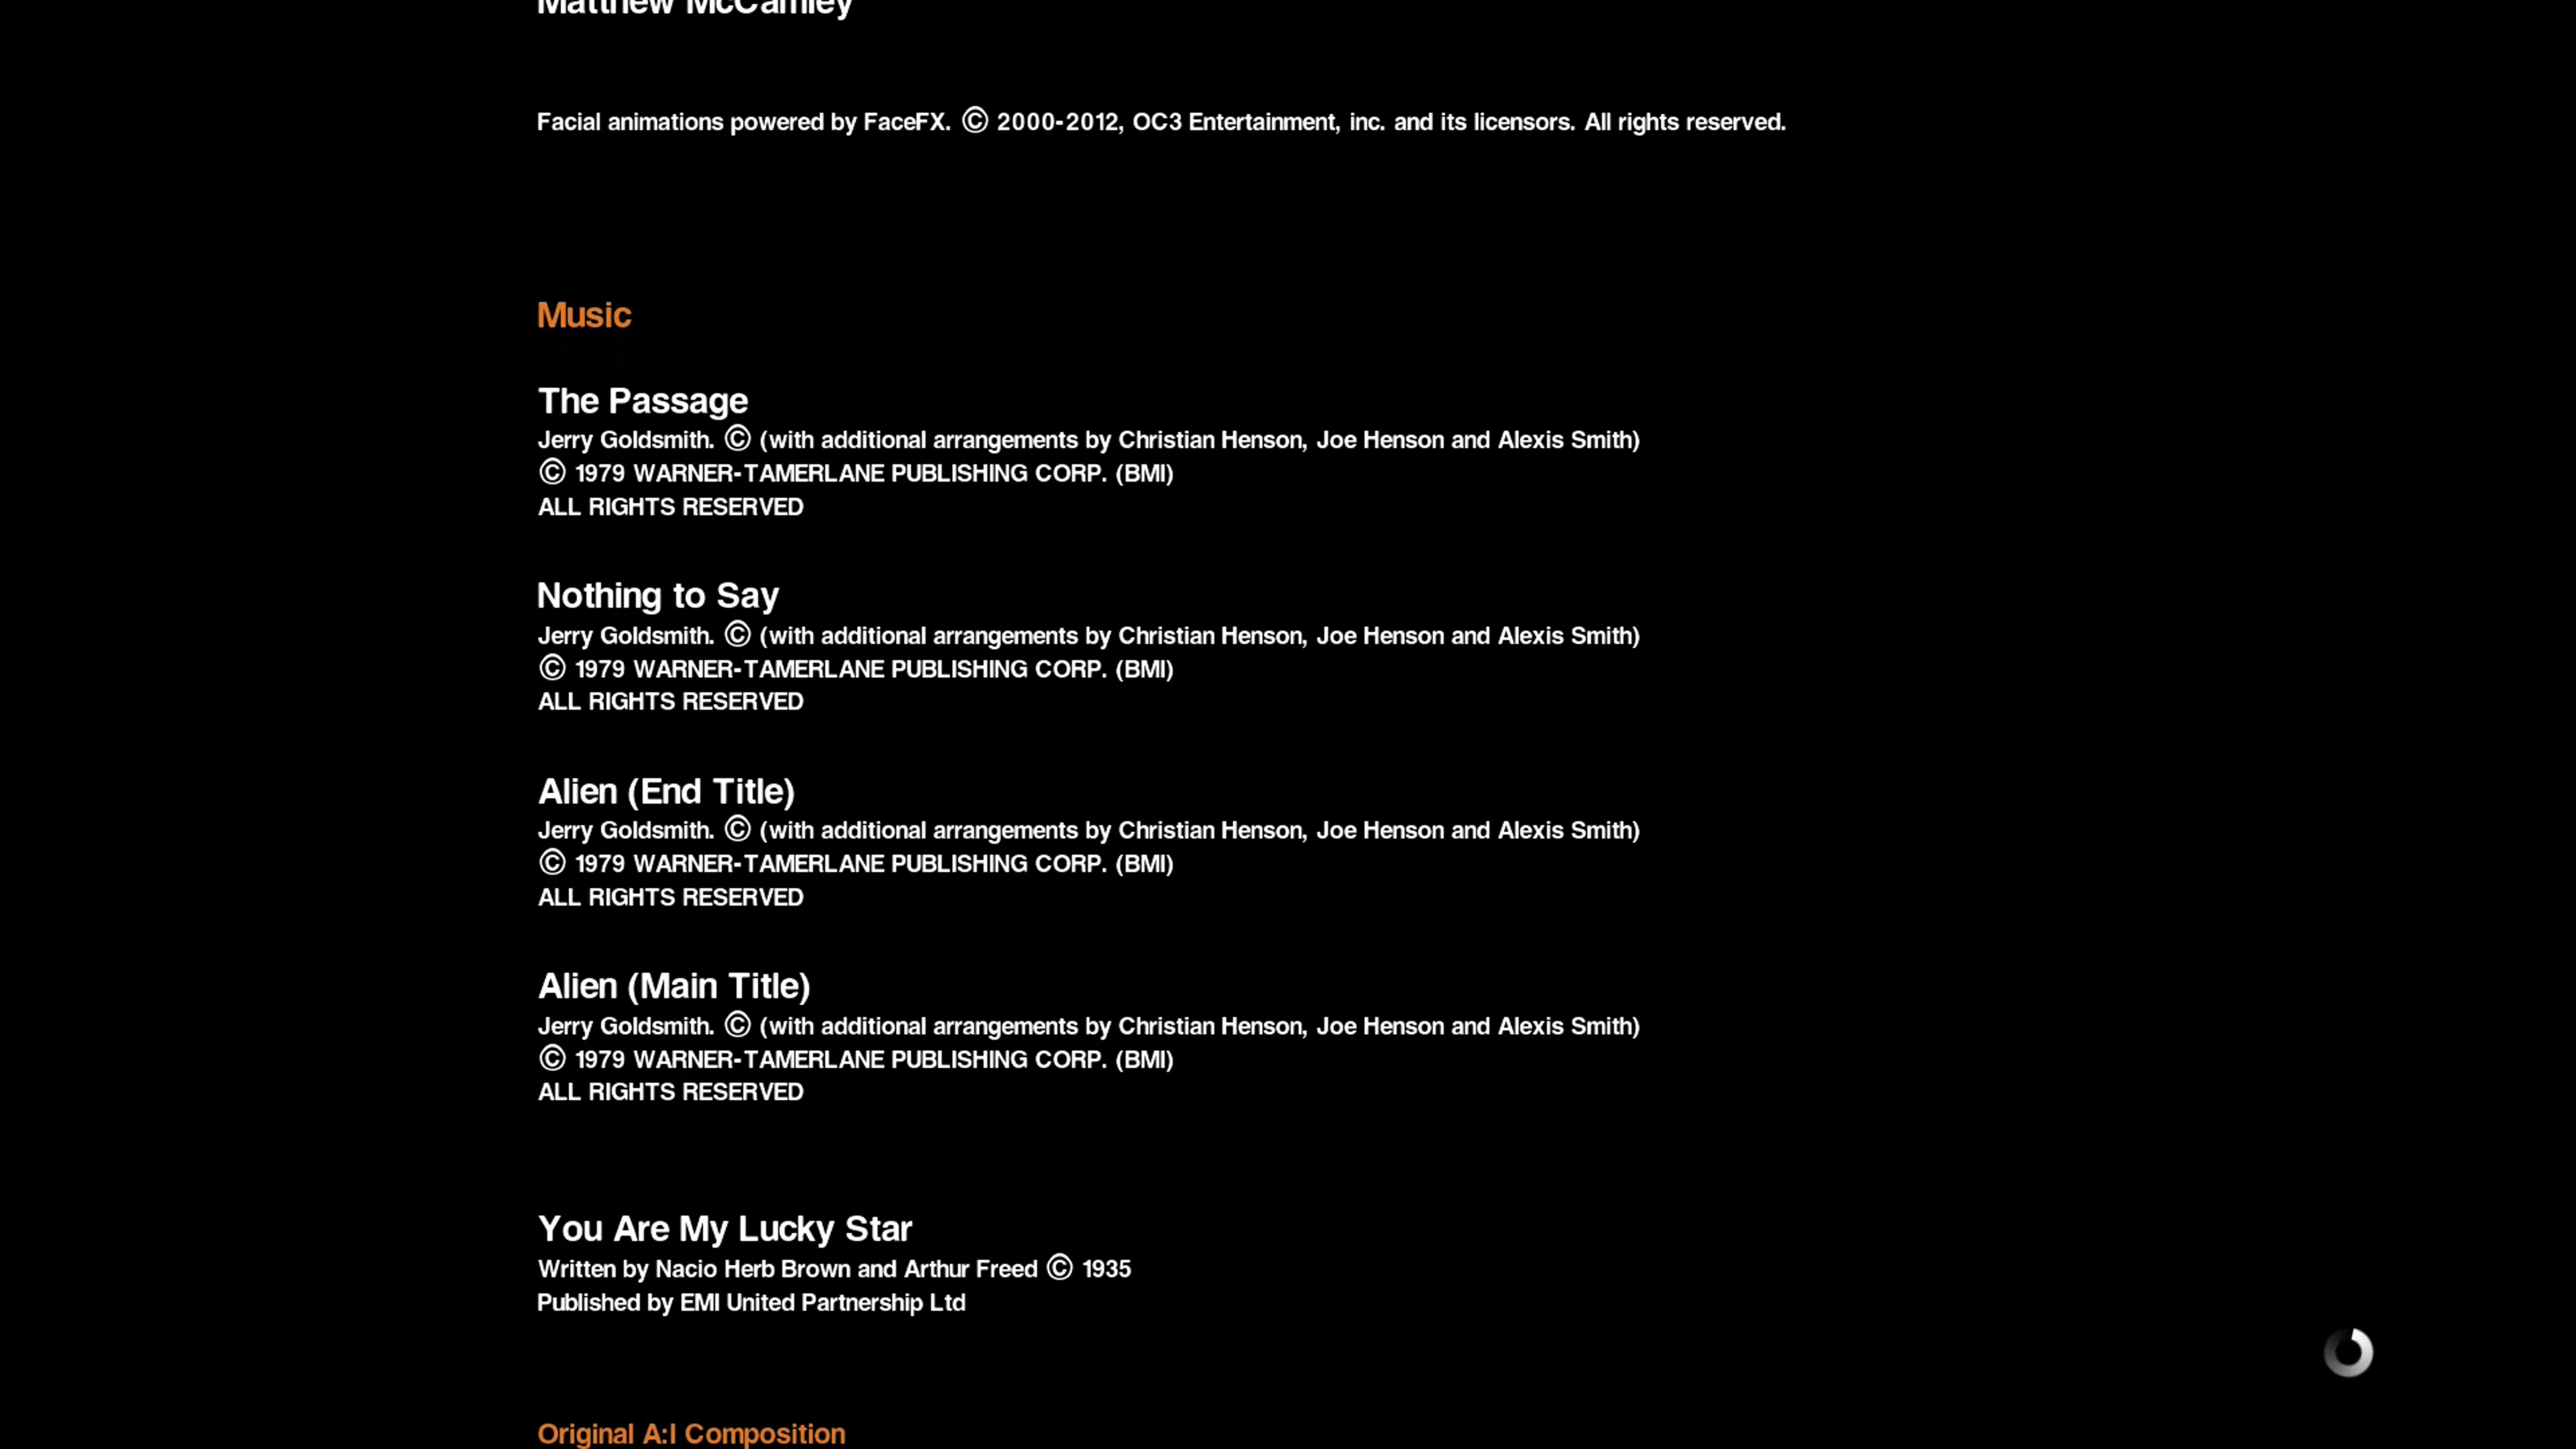 Matthew McCamley
Facial animations powered by FaceFX. © 2000-2012, OC3 Entertainment, inc. and its licensors. All rights reserved.
Music
The Passage
Jerry Goldsmith. © (with additional arrangements by Christian Henson, Joe Henson and Alexis Smith)
© 1979 WARNER-TAMERLANE PUBLISHING CORP. (BMI)
ALL RIGHTS RESERVED
Nothing to Say
Jerry Goldsmith. © (with additional arrangements by Christian Henson, Joe Henson and Alexis Smith)
© 1979 WARNER-TAMERLANE PUBLISHING CORP. (BMI)
ALL RIGHTS RESERVED
Alien (End Title)
Jerry Goldsmith. © (with additional arrangements by Christian Henson, Joe Henson and Alexis Smith)
© 1979 WARNER-TAMERLANE PUBLISHING CORP. (BMI)
ALL RIGHTS RESERVED
Alien (Main Title)
Jerry Goldsmith. © (with additional arrangements by Christian Henson, Joe Henson and Alexis Smith)
© 1979 WARNER-TAMERLANE PUBLISHING CORP. (BMI)
ALL RIGHTS RESERVED
You Are My Lucky Star
Written by Nacio Herb Brown and Arthur Freed © 1935
Published by EMI United Partnership Ltd
Original A:I Composition